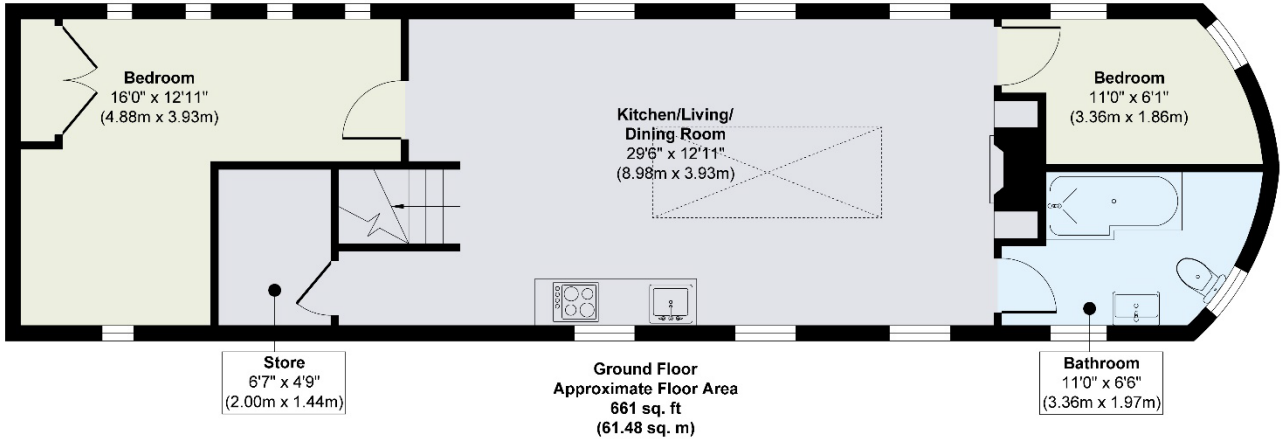 Bedroom
16'0" x 12'11"
(4.88m x 3.93m)
Kitchen/Living/
Dining Room
29'6" x 12'11"
(8.98m x 3.93m)
Bedroom
11'0" x 6'1"
(3.36m x 1.86m)
Store
6'7" x 4'9"
(2.00m x 1.44m)
Ground Floor
Approximate Floor Area
661 sq. ft
(61.48 sq. m)
Bathroom
11'0" x 6'6"
(3.36m x 1.97m)